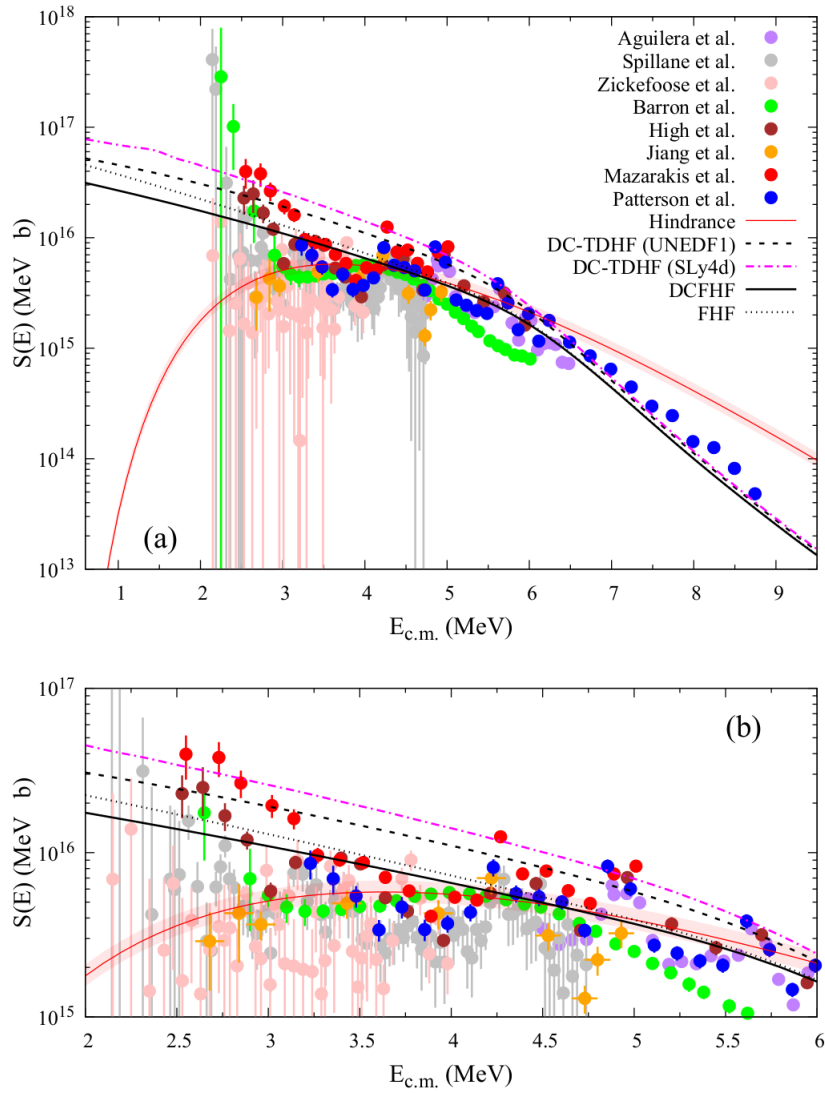 10^18
10^17
10^16
10^15
10^14
10^13
S(E) (MeV b)
Aguilera et al.
Spillane et al.
Zickefoose et al.
Barron et al.
High et al.
Jiang et al.
Mazarakis et al.
Patterson et al.
Hindrance
DC-TDHF (UNEDF1)
DC-TDHF (SLy4d)
DCFHF
FHF
(a)
1 2 3 4 5 6 7 8 9
E_c.m. (MeV)
10^17
10^16
10^15
S(E) (MeV b)
(b)
2 2.5 3 3.5 4 4.5 5 5.5 6
E_c.m. (MeV)